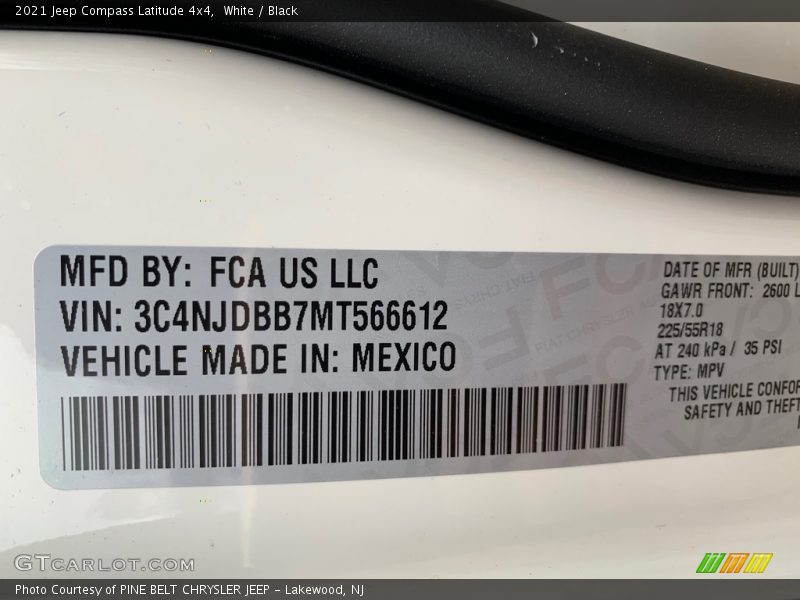 2021 Jeep Compass Latitude 4x4, White / Black
MFD BY: FCA US LLC
VIN: 3C4NJDBB7MT566612
VEHICLE MADE IN: MEXICO
DATE OF MFR (BUILT)
GAWR FRONT: 2600 L
18X7.0
225/55R18
AT 240 kPa / 35 PSI
TYPE: MPV
THIS VEHICLE CONFOR
SAFETY AND THEFT
GTCARLOT.COM
Photo Courtesy of PINE BELT CHRYSLER JEEP - Lakewood, NJ